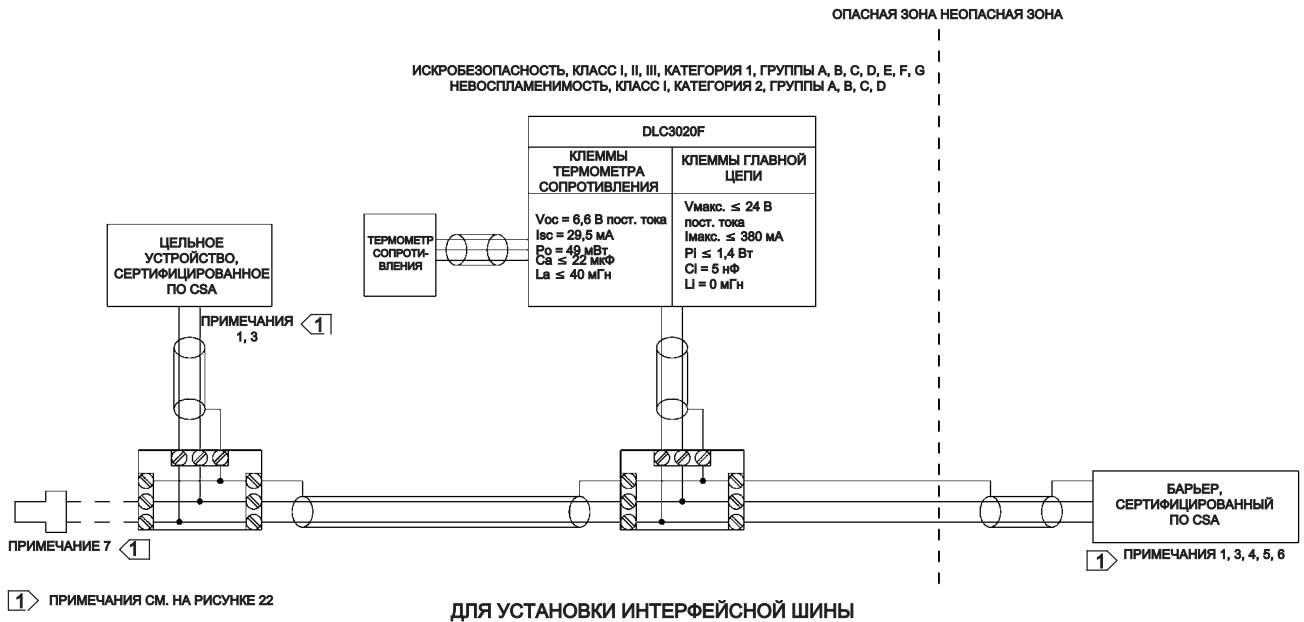 ОПАСНАЯ ЗОНА НЕОПАСНАЯ ЗОНА
ИСКРОБЕЗОПАСНОСТЬ, КЛАСС I, II, III, КАТЕГОРИЯ 1, ГРУППЫ A, B, C, D, E, F, G
НЕВОСПЛАМЕНИМОСТЬ, КЛАСС I, КАТЕГОРИЯ 2, ГРУППЫ A, B, C, D
DLC3020F
КЛЕММЫ
ТЕРМОМЕТРА
СОПРОТИВЛЕНИЯ
КЛЕММЫ ГЛАВНОЙ
ЦЕПИ
Voc = 6,6 В пост. тока
Isc = 29,5 мА
Po = 49 мВт
Ca ≤ 22 мкФ
La ≤ 40 мГн
Vмакс. ≤ 24 В
пост. тока
Iмакс. ≤ 380 мА
Pi ≤ 1,4 Вт
Ci = 5 нФ
Li = 0 мГн
ТЕРМОМЕТР
СОПРОТИ-
ВЛЕНИЯ
ЦЕЛЬНОЕ
УСТРОЙСТВО,
СЕРТИФИЦИРОВАННОЕ
ПО CSA
ПРИМЕЧАНИЯ
1, 3
1
БАРЬЕР,
СЕРТИФИЦИРОВАННЫЙ
ПО CSA
ПРИМЕЧАНИЕ 7
1
1
ПРИМЕЧАНИЯ 1, 3, 4, 5, 6
1
ПРИМЕЧАНИЯ СМ. НА РИСУНКЕ 22
ДЛЯ УСТАНОВКИ ИНТЕРФЕЙСНОЙ ШИНЫ